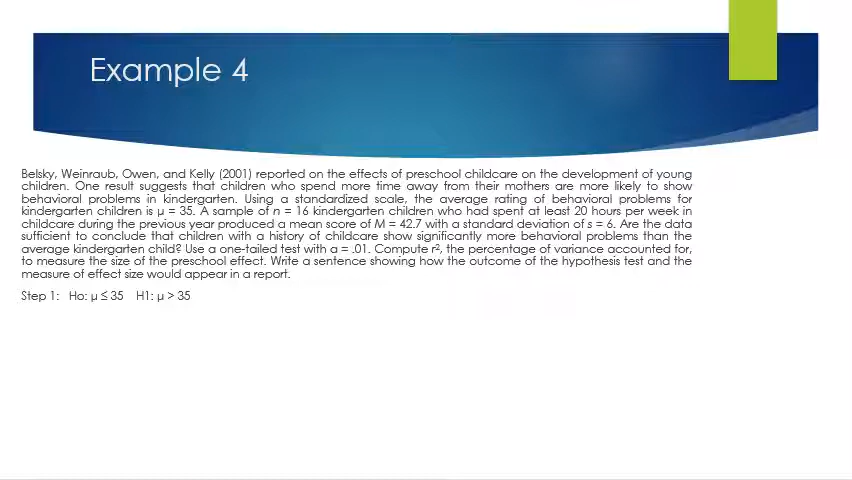 Example 4
Belsky, Weinraub, Owen, and Kelly (2001) reported on the effects of preschool childcare on the development of young
children. One result suggests that children who spend more time away from their mothers are more likely to show
behavioral problems in kindergarten. Using a standardized scale, the average rating of behavioral problems for
kindergarten children is μ = 35. A sample of n = 16 kindergarten children who had spent at least 20 hours per week in
childcare during the previous year produced a mean score of M = 42.7 with a standard deviation of s = 6. Are the data
sufficient to conclude that children with a history of childcare show significantly more behavioral problems than the
average kindergarten child? Use a one-tailed test with α = .01. Compute r², the percentage of variance accounted for,
to measure the size of the preschool effect. Write a sentence showing how the outcome of the hypothesis test and the
measure of effect size would appear in a report.
Step 1: Ho: μ ≤ 35 H1: μ > 35